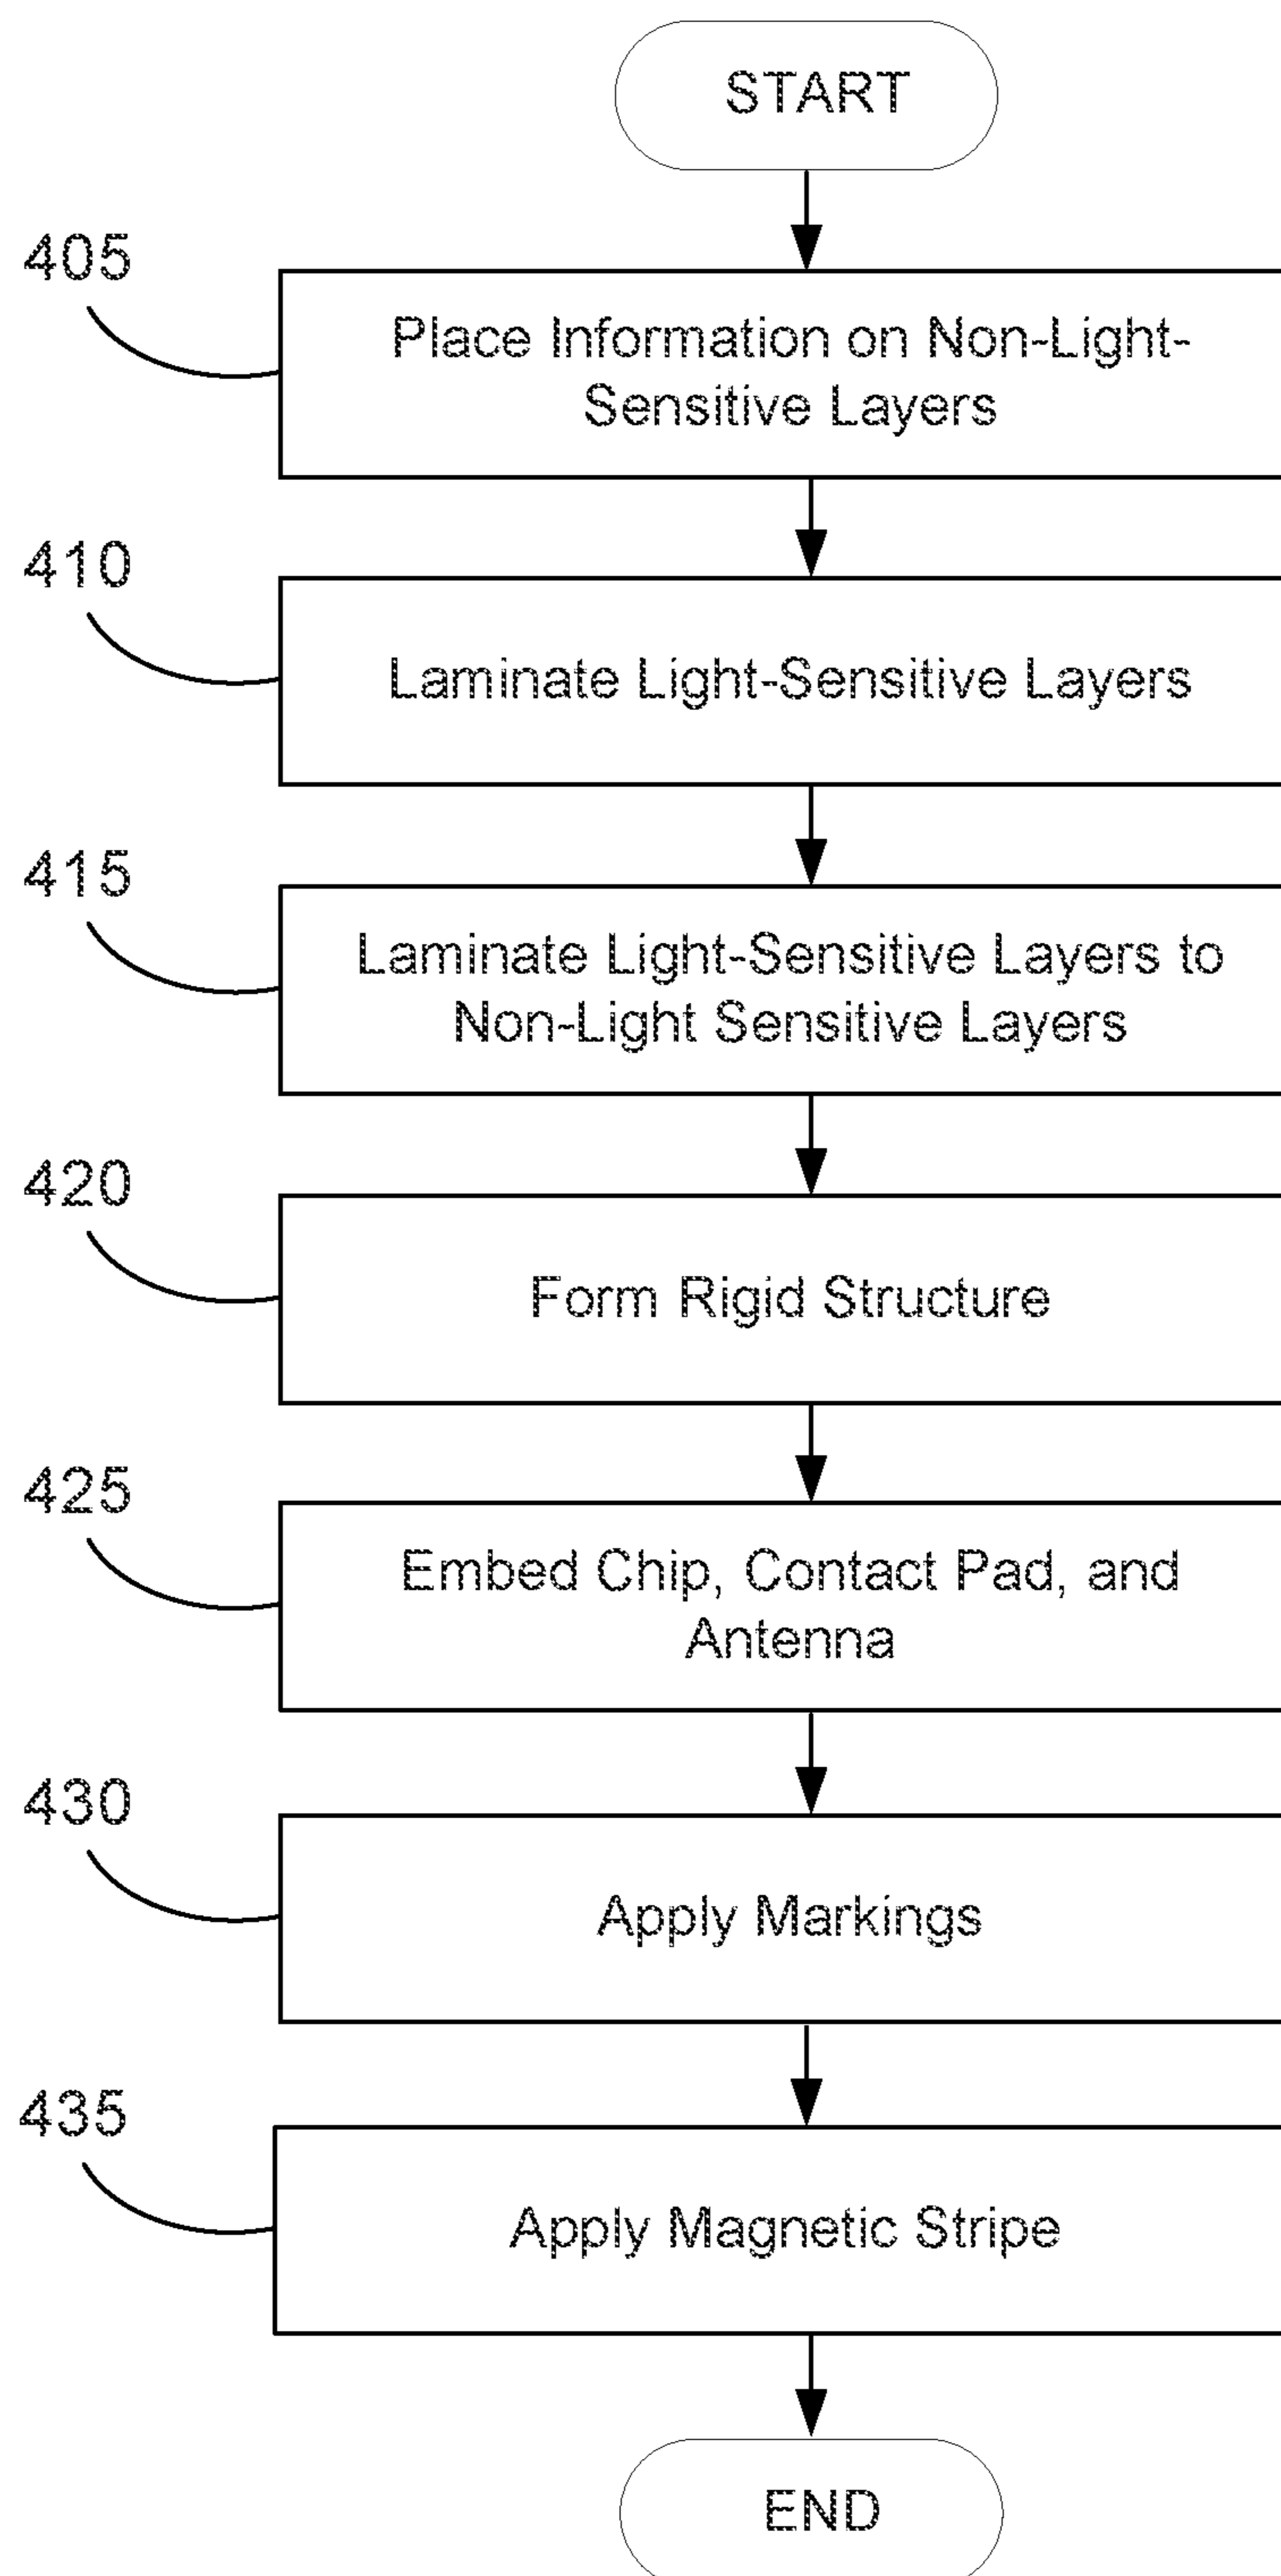 START
405
Place Information on Non-Light-
Sensitive Layers
410
Laminate Light-Sensitive Layers
415
Laminate Light-Sensitive Layers to
Non-Light Sensitive Layers
420
Form Rigid Structure
425
Embed Chip, Contact Pad, and
Antenna
430
Apply Markings
435
Apply Magnetic Stripe
END